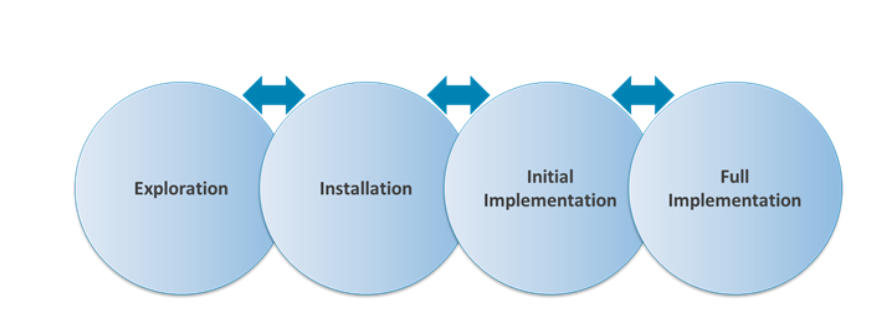 Exploration
Installation
Initial
Implementation
Full
Implementation